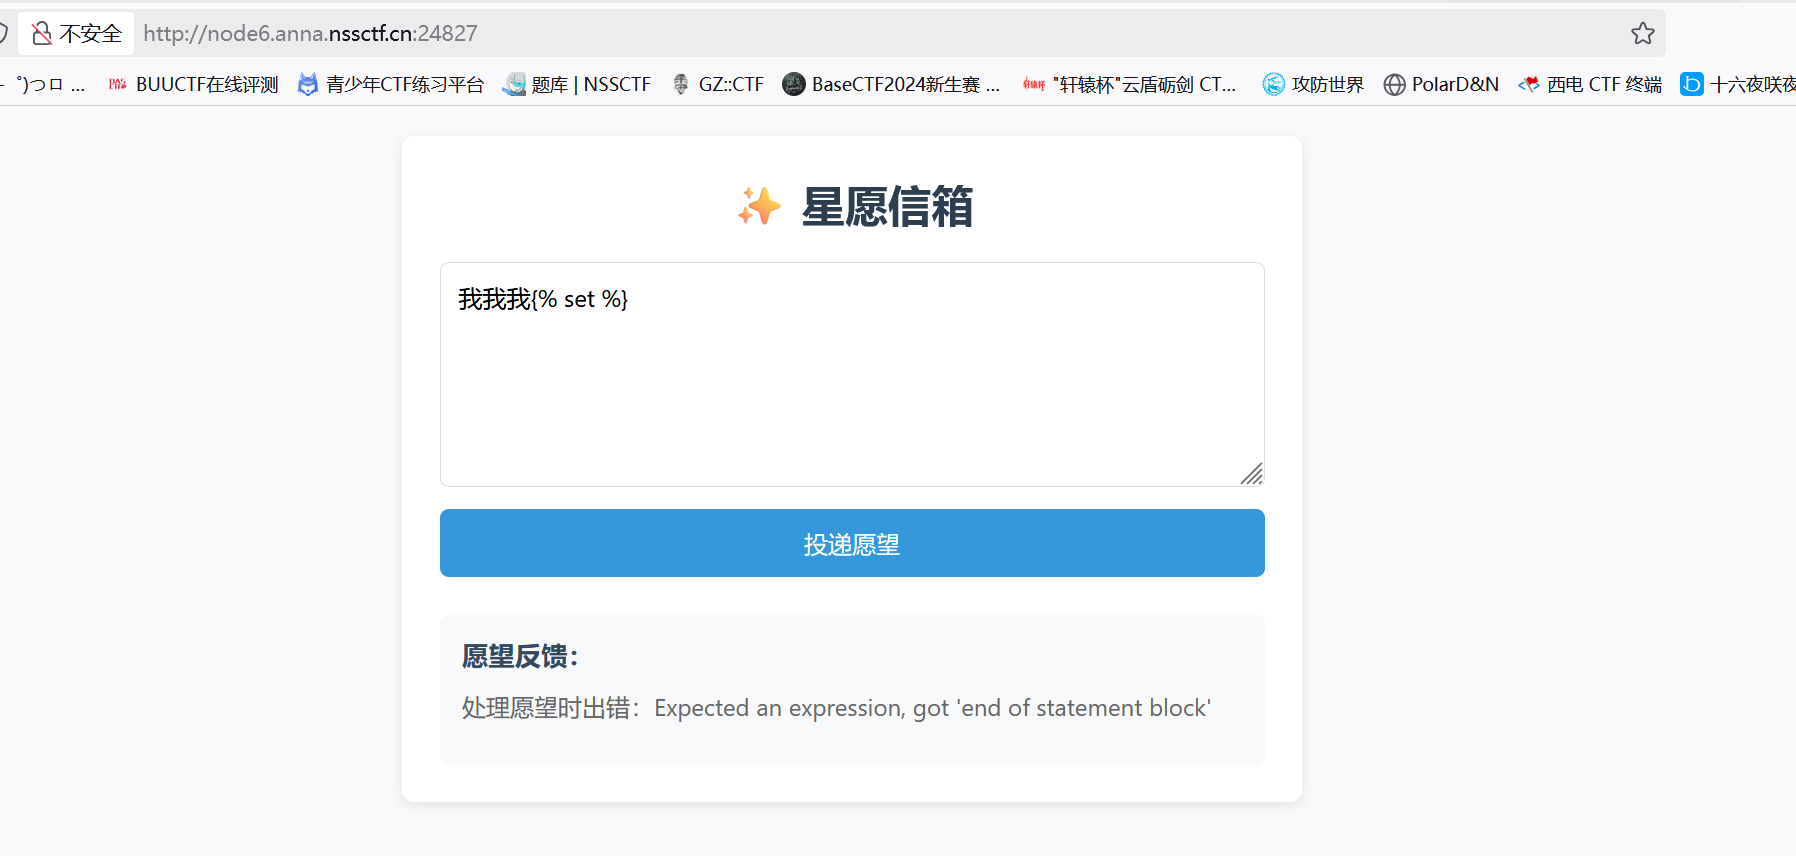 不安全 http://node6.anna.nssctf.cn:24827
BUUCTF在线评测 青少年CTF练习平台 题库 | NSSCTF GZ::CTF BaseCTF2024新生赛 ... "轩辕杯"云盾砺剑 CT... 攻防世界 PolarD&N 西电 CTF 终端 十六夜咲夜
✨ 星愿信箱
我我我{% set %}
投递愿望
愿望反馈：
处理愿望时出错：Expected an expression, got 'end of statement block'